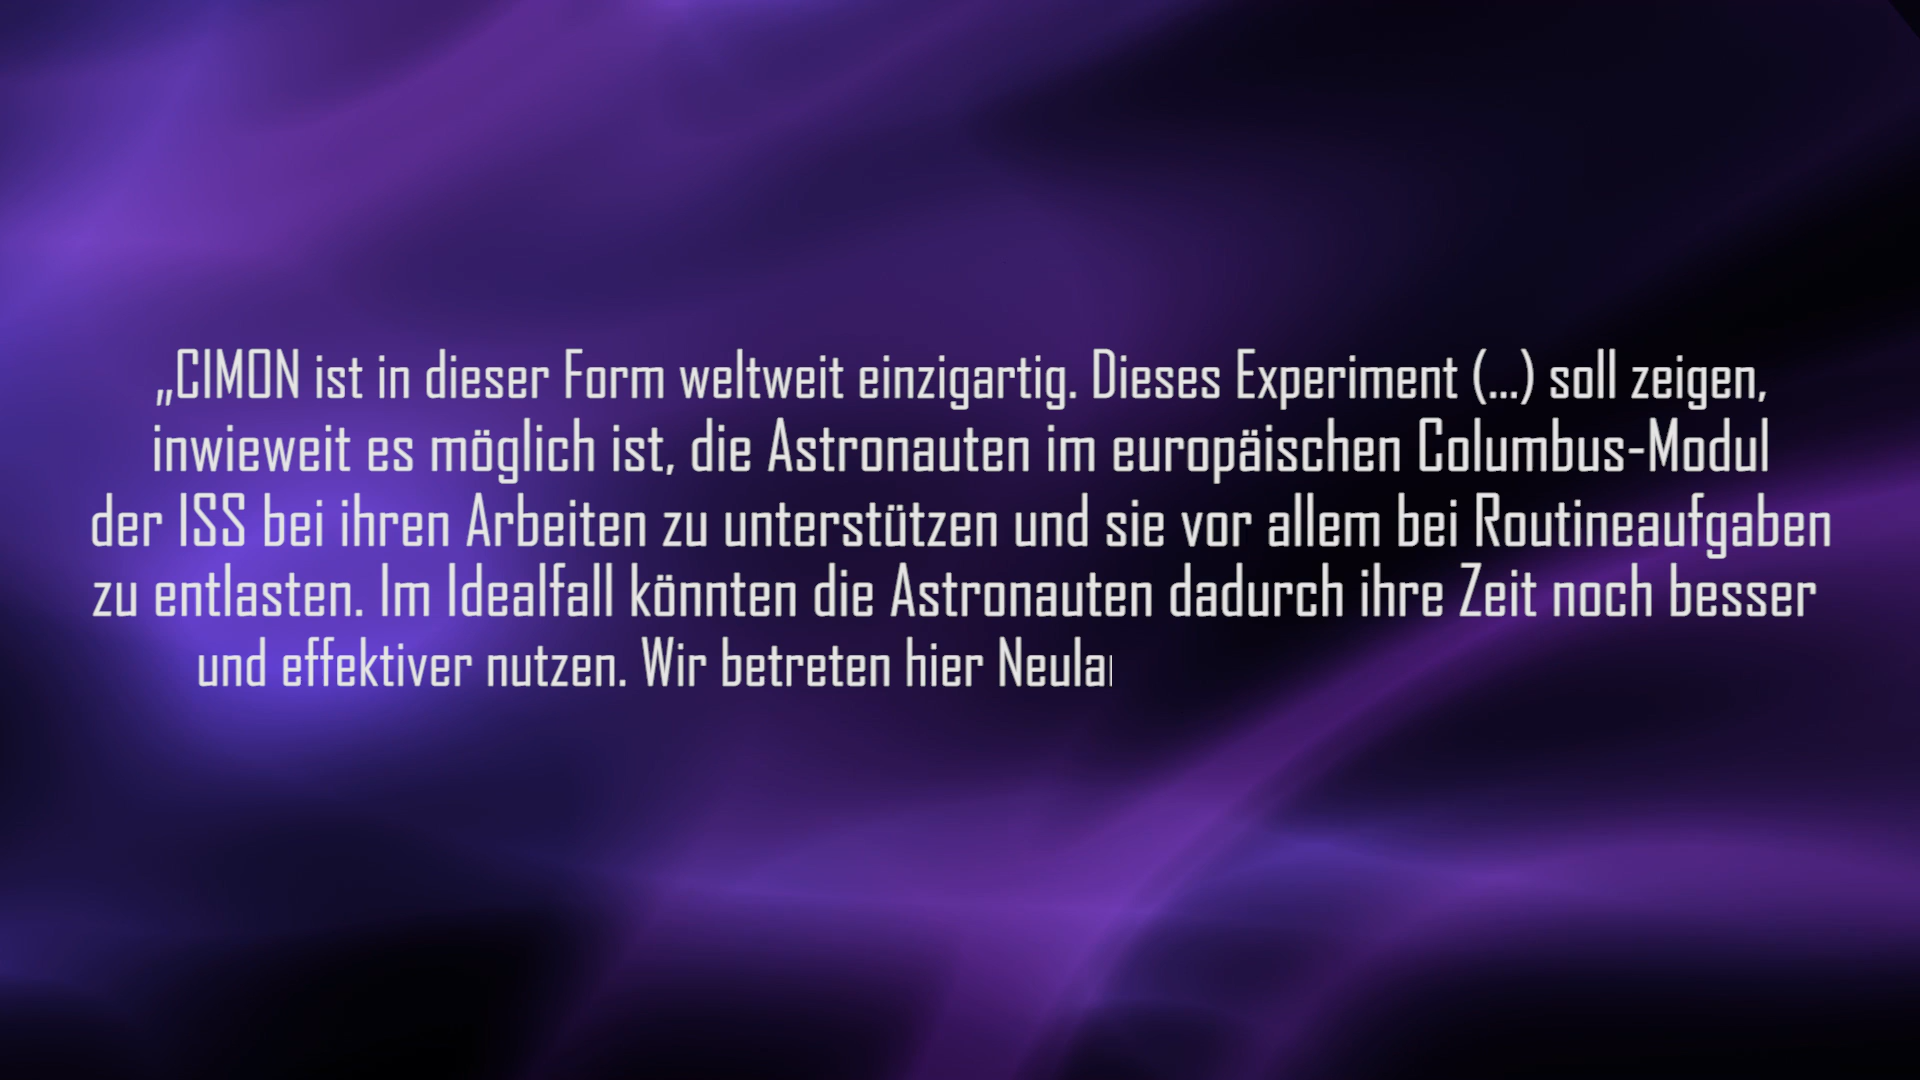 „CIMON ist in dieser Form weltweit einzigartig. Dieses Experiment (...) soll zeigen,
inwieweit es möglich ist, die Astronauten im europäischen Columbus-Modul
der ISS bei ihren Arbeiten zu unterstützen und sie vor allem bei Routineaufgaben
zu entlasten. Im Idealfall könnten die Astronauten dadurch ihre Zeit noch besser
und effektiver nutzen. Wir betreten hier